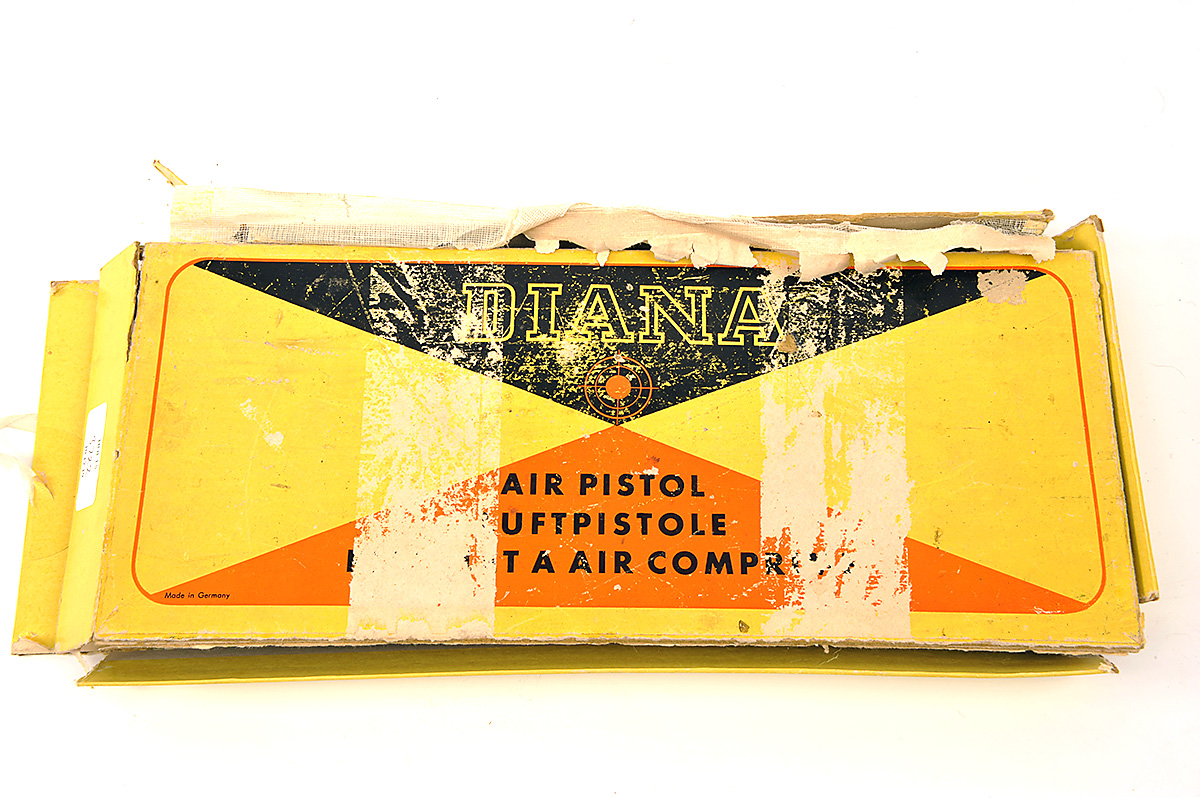 DIANA
AIR PISTOL
UFTPISTOLE
T A AIR COMPR
Made in Germany